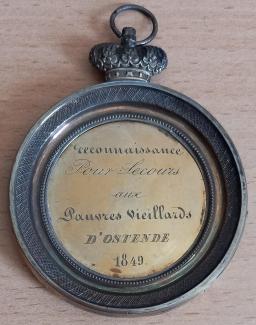 reconnaissance
Pour Secours
aux
Pauvres Vieillards
D'OSTENDE
1849.